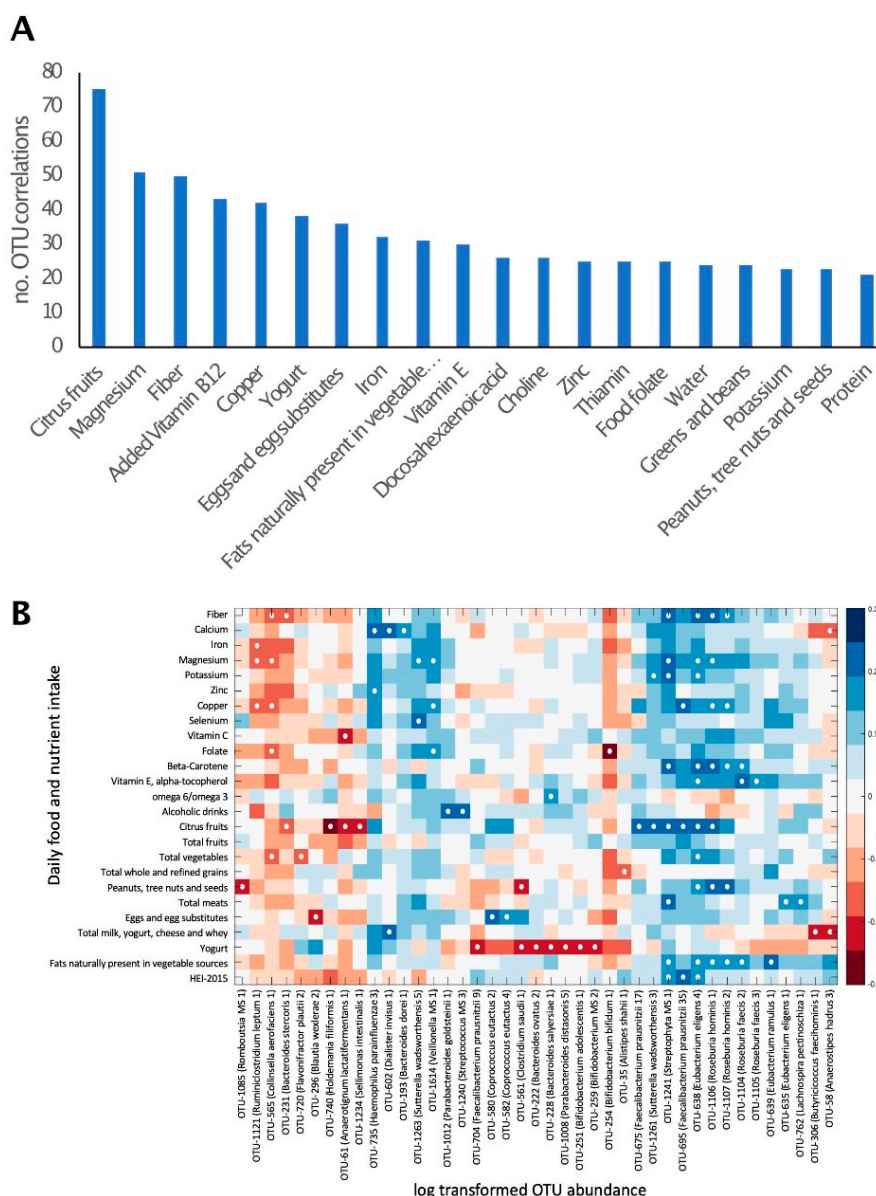 A
no. OTU correlations
80
70
60
50
40
30
20
10
0
Citrus fruits
Magnesium
Fiber
Added Vitamin B12
Copper
Yogurt
Eggs and egg substitutes
Iron
Fats naturally present in vegetable…
Vitamin E
Docosahexaenoic acid
Choline
Zinc
Thiamin
Food folate
Water
Greens and beans
Potassium
Peanuts, tree nuts and seeds
Protein
B
Daily food and nutrient intake
Fiber
Calcium
Iron
Magnesium
Potassium
Zinc
Copper
Selenium
Vitamin C
Folate
Beta-Carotene
Vitamin E, alpha-tocopherol
omega 6/omega 3
Alcoholic drinks
Citrus fruits
Total fruits
Total vegetables
Total whole and refined grains
Peanuts, tree nuts and seeds
Total meats
Eggs and egg substitutes
Total milk, yogurt, cheese and whey
Yogurt
Fats naturally present in vegetable sources
HEI-2015
OTU-1085 (Romboutsia MS 1)
OTU-1121 (Ruminiclostridium leptum 1)
OTU-565 (Collinsella aerofaciens 1)
OTU-231 (Bacteroides stercoris 1)
OTU-720 (Flavonifractor plautii 2)
OTU-296 (Blautia wexlerae 2)
OTU-740 (Holdemania filiformis 1)
OTU-61 (Anaerotignum lactatifermentans 1)
OTU-1234 (Sellimonas intestinalis 1)
OTU-735 (Haemophilus parainfluenzae 3)
OTU-602 (Dialister invisus 1)
OTU-193 (Bacteroides dorei 1)
OTU-1263 (Sutterella wadsworthensis 5)
OTU-1614 (Veillonella MS 1)
OTU-1012 (Parabacteroides goldsteinii 1)
OTU-1240 (Streptococcus MS 3)
OTU-704 (Faecalibacterium prausnitzii 9)
OTU-580 (Coprococcus eutactus 2)
OTU-582 (Coprococcus eutactus 4)
OTU-561 (Clostridium saudii 1)
OTU-222 (Bacteroides ovatus 2)
OTU-228 (Bacteroides salyersiae 1)
OTU-1008 (Parabacteroides distasonis 5)
OTU-251 (Bifidobacterium adolescentis 1)
OTU-259 (Bifidobacterium MS 2)
OTU-254 (Bifidobacterium bifidum 1)
OTU-35 (Alistipes shahii 1)
OTU-675 (Faecalibacterium prausnitzii 17)
OTU-1261 (Sutterella wadsworthensis 3)
OTU-1241 (Streptophyta MS 1)
OTU-695 (Faecalibacterium prausnitzii 35)
OTU-638 (Eubacterium eligens 4)
OTU-1106 (Roseburia hominis 1)
OTU-1107 (Roseburia hominis 2)
OTU-1104 (Roseburia faecis 2)
OTU-1105 (Roseburia faecis 3)
OTU-639 (Eubacterium ramulus 1)
OTU-635 (Eubacterium eligens 1)
OTU-762 (Lachnospira pectinoschiza 1)
OTU-306 (Butyricicoccus faecihominis 1)
OTU-58 (Anaerostipes hadrus 3)
log transformed OTU abundance